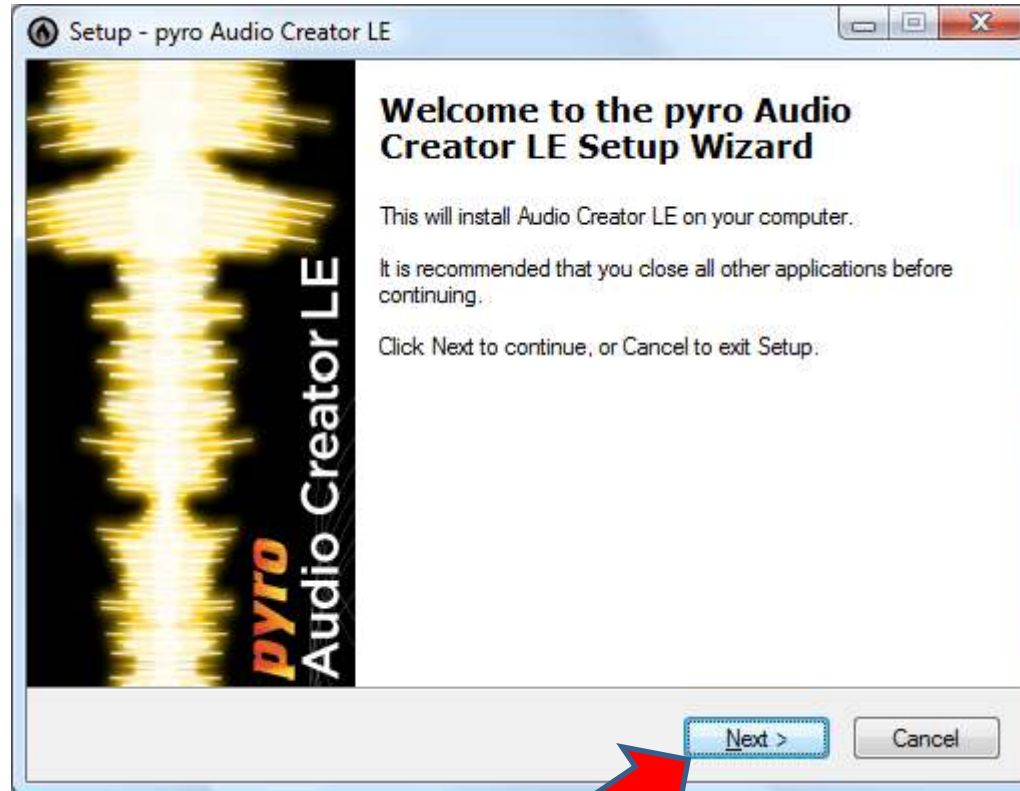 Setup - pyro Audio Creator LE
pyro
Audio Creator LE
Welcome to the pyro Audio
Creator LE Setup Wizard
This will install Audio Creator LE on your computer.
It is recommended that you close all other applications before
continuing.
Click Next to continue, or Cancel to exit Setup.
Next >
Cancel